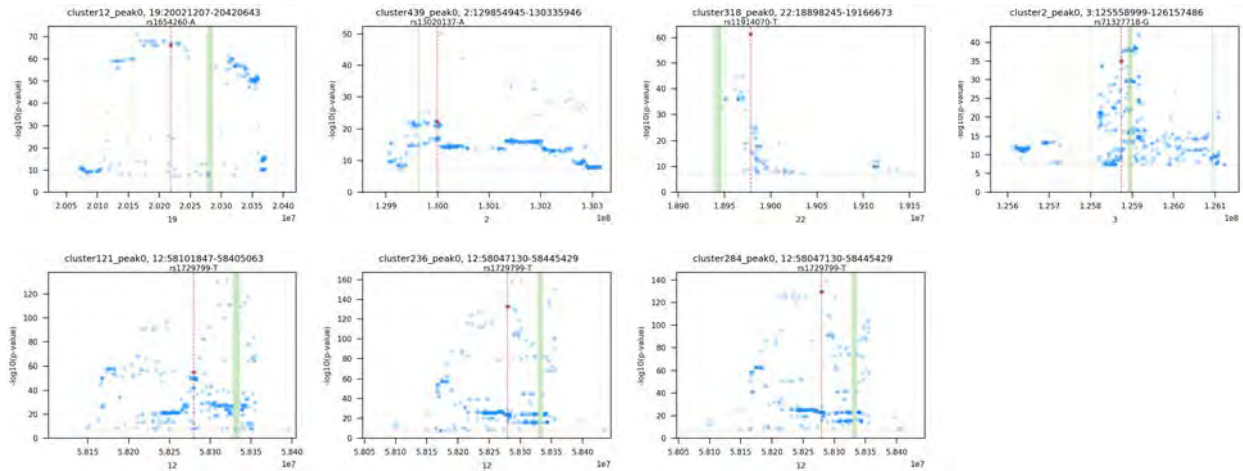 cluster12_peak0, 19:20021207-20420643
rs1654260-A
-log10(p-value)
70
60
50
40
30
20
10
0
2.005 2.010 2.015 2.020 2.025 2.030 2.035 2.040
19
1e7
cluster439_peak0, 2:129854945-130335946
rs13020137-A
-log10(p-value)
50
40
30
20
10
0
1.299 1.300 1.301 1.302 1.303
2
1e8
cluster318_peak0, 22:18898245-19166673
rs11914070-T
-log10(p-value)
60
50
40
30
20
10
0
1.890 1.895 1.900 1.905 1.910 1.915
22
1e7
cluster2_peak0, 3:125558999-126157486
rs71327718-G
-log10(p-value)
40
35
30
25
20
15
10
5
0
1.256 1.257 1.258 1.259 1.260 1.261
3
1e8
cluster121_peak0, 12:58101847-58405063
rs1729799-T
-log10(p-value)
120
100
80
60
40
20
0
5.815 5.820 5.825 5.830 5.835 5.840
12
1e7
cluster236_peak0, 12:58047130-58445429
rs1729799-T
-log10(p-value)
160
140
120
100
80
60
40
20
0
5.805 5.810 5.815 5.820 5.825 5.830 5.835 5.840
12
1e7
cluster284_peak0, 12:58047130-58445429
rs1729799-T
-log10(p-value)
140
120
100
80
60
40
20
0
5.805 5.810 5.815 5.820 5.825 5.830 5.835 5.840
12
1e7